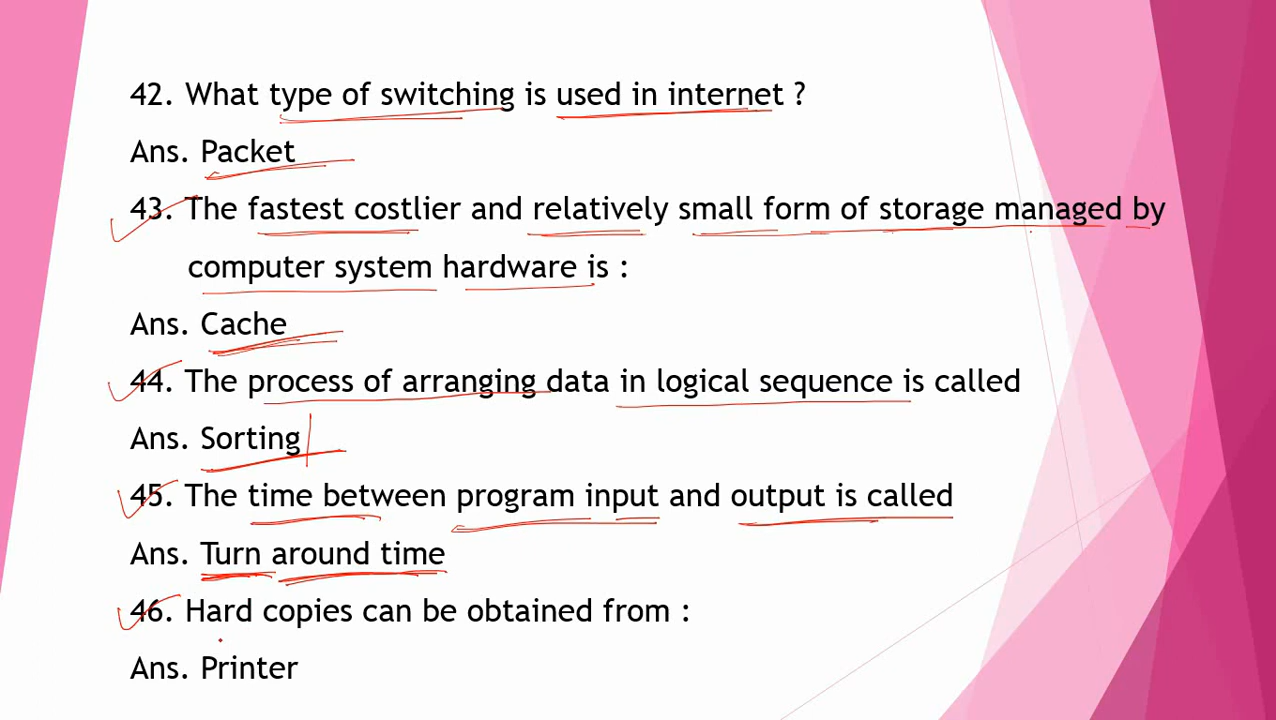 42. What type of switching is used in internet ?
Ans. Packet
43. The fastest costlier and relatively small form of storage managed by
computer system hardware is :
Ans. Cache
44. The process of arranging data in logical sequence is called
Ans. Sorting
45. The time between program input and output is called
Ans. Turn around time
46. Hard copies can be obtained from :
Ans. Printer